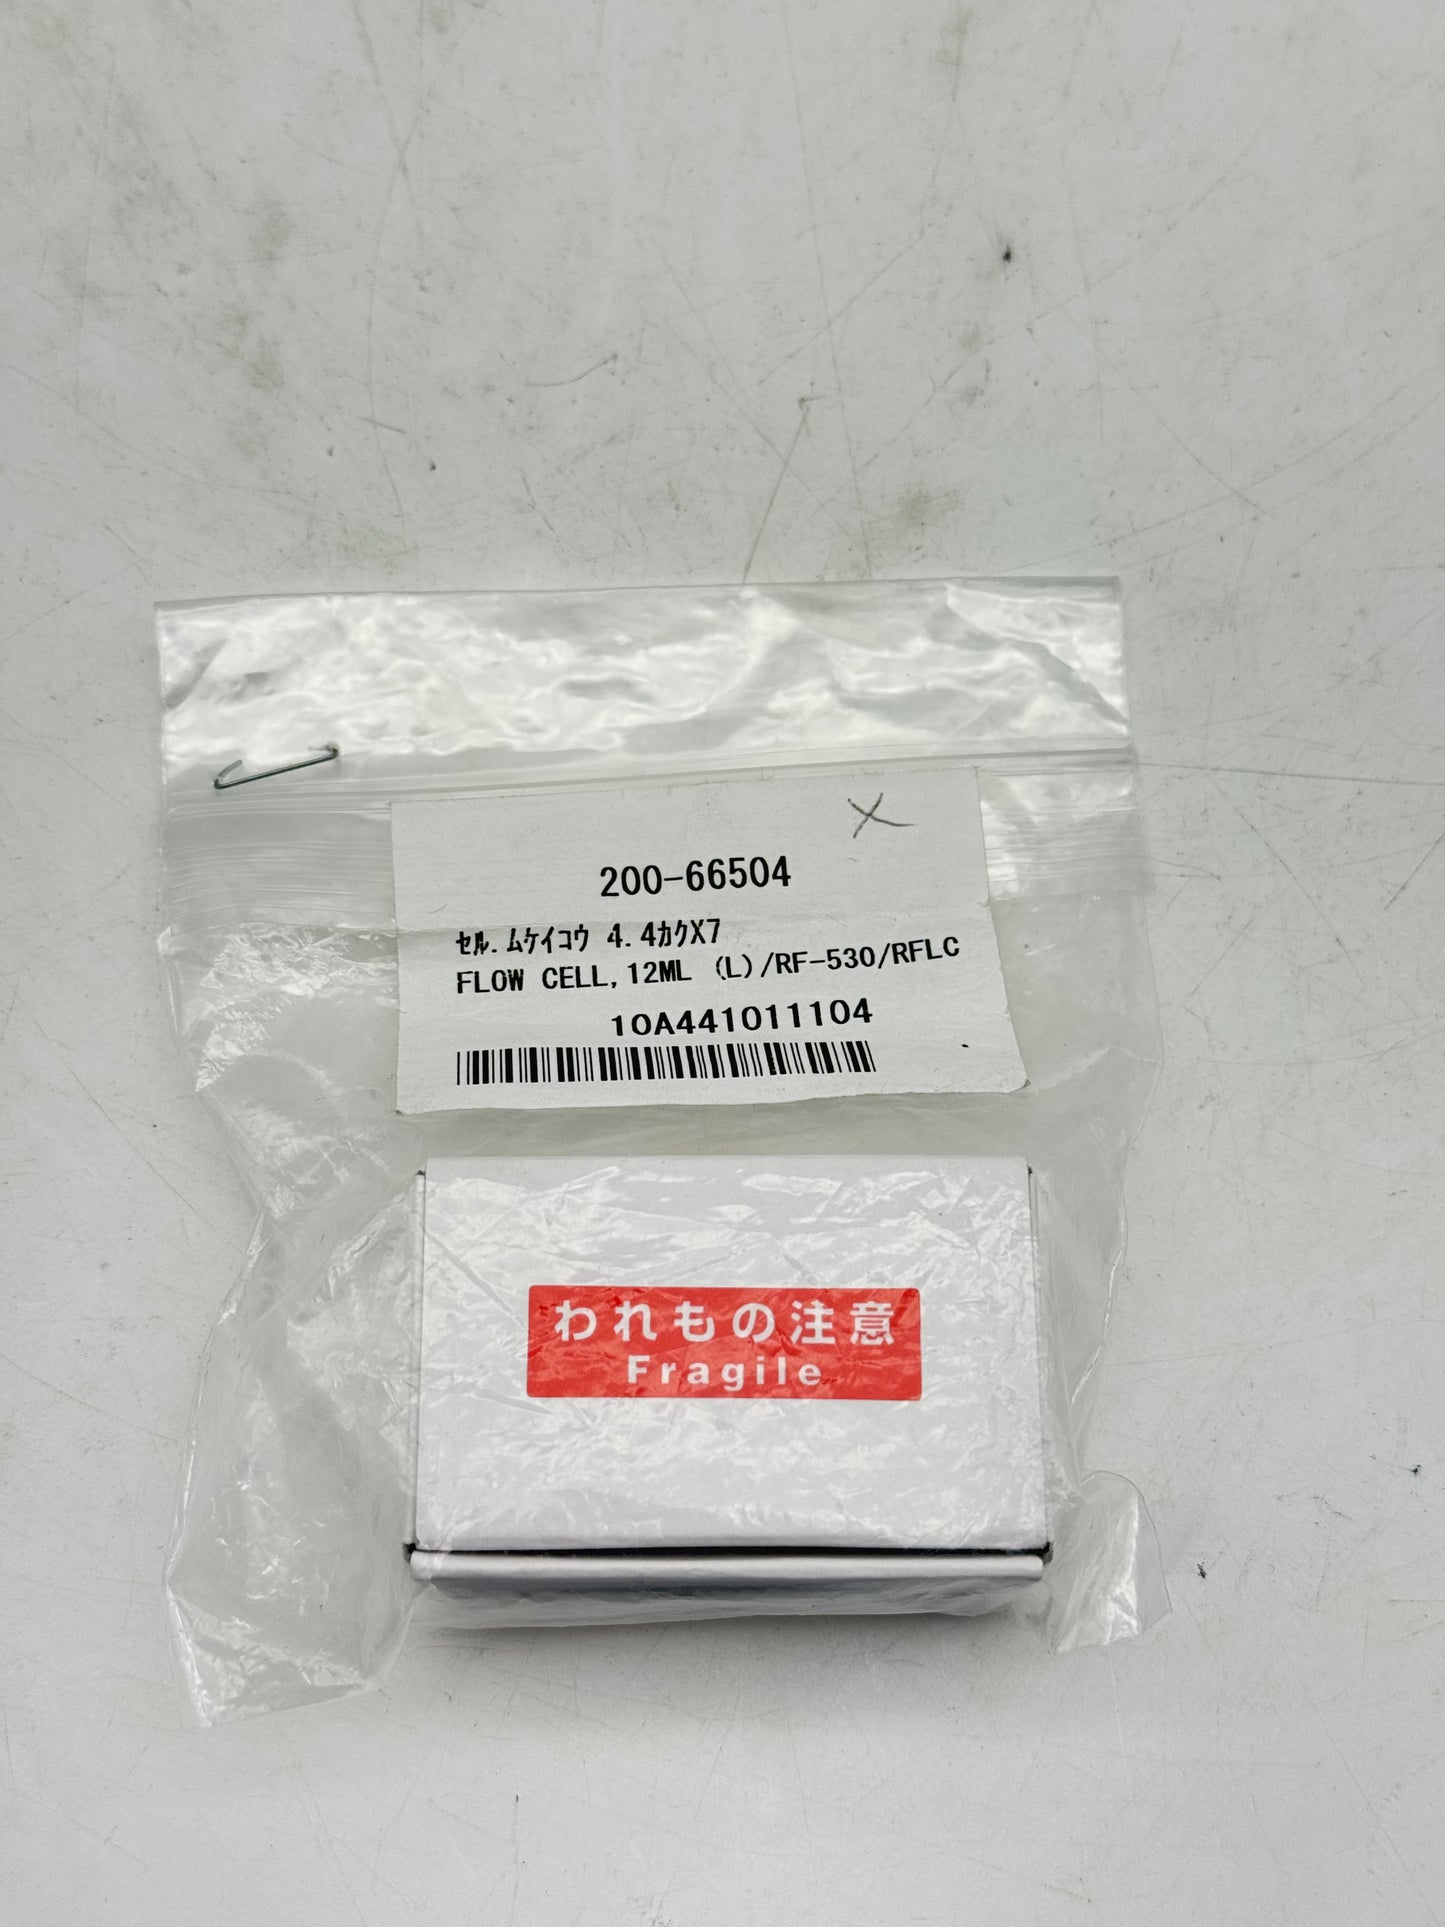 X
200-66504
ｾﾙ.ﾑｹｲｺｳ 4.4ｶｸX7
FLOW CELL,12ML (L)/RF-530/RFLC
10A441011104
われもの注意
Fragile